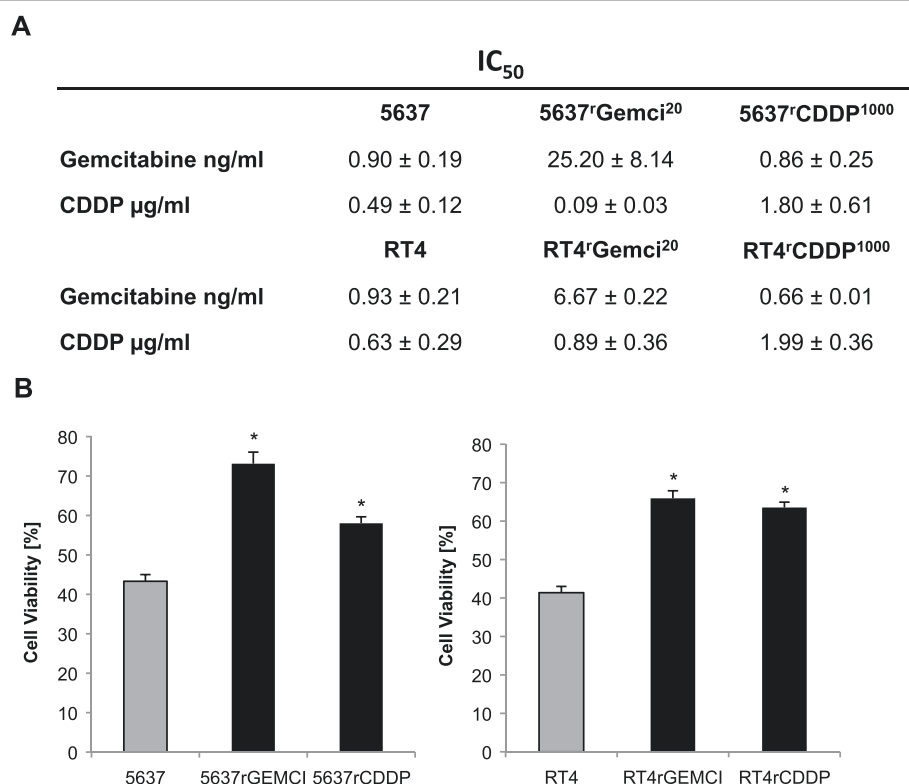 A
IC₅₀
5637 5637ʳGemci²⁰ 5637ʳCDDP¹⁰⁰⁰
Gemcitabine ng/ml 0.90 ± 0.19 25.20 ± 8.14 0.86 ± 0.25
CDDP µg/ml 0.49 ± 0.12 0.09 ± 0.03 1.80 ± 0.61
RT4 RT4ʳGemci²⁰ RT4ʳCDDP¹⁰⁰⁰
Gemcitabine ng/ml 0.93 ± 0.21 6.67 ± 0.22 0.66 ± 0.01
CDDP µg/ml 0.63 ± 0.29 0.89 ± 0.36 1.99 ± 0.36
B
Cell Viability [%]
80
70
60
50
40
30
20
10
0
*
*
5637 5637rGEMCI 5637rCDDP
Cell Viability [%]
80
70
60
50
40
30
20
10
0
*
*
RT4 RT4rGEMCI RT4rCDDP